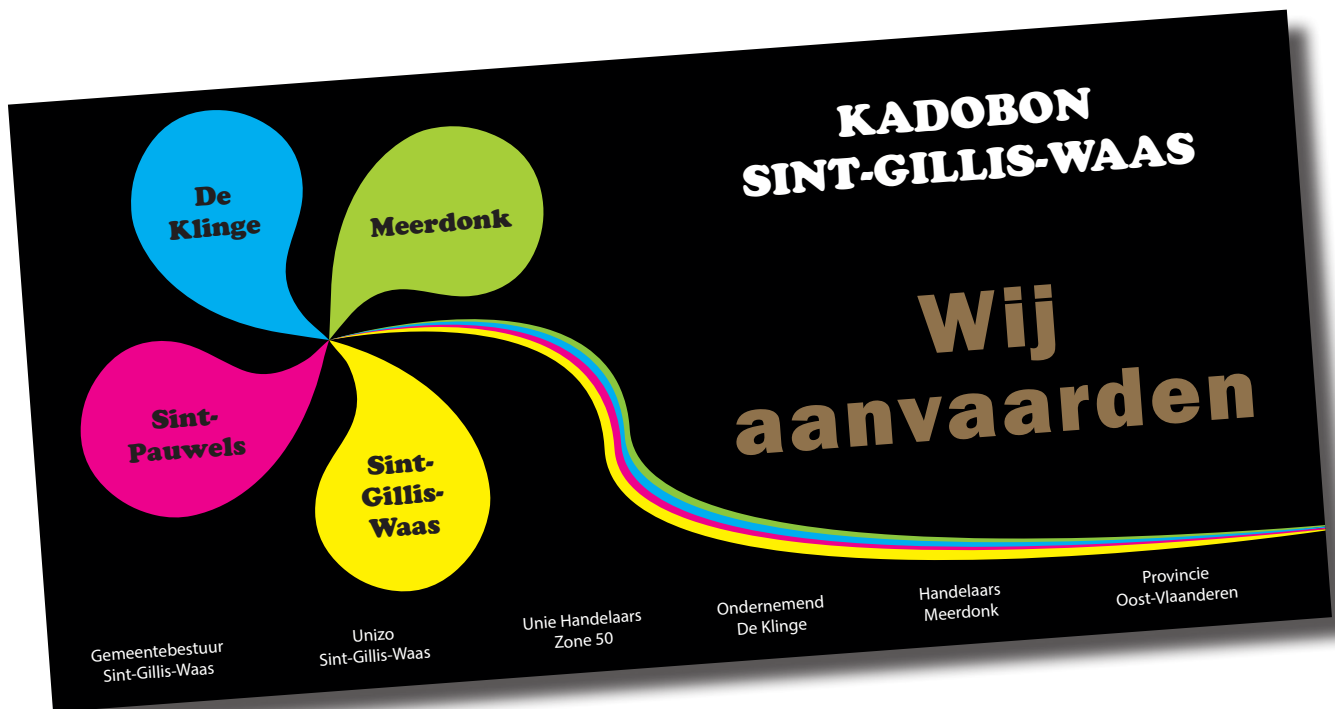 KADOBON
SINT-GILLIS-WAAS
De
Klinge
Meerdonk
Sint-
Pauwels
Sint-
Gillis-
Waas
Wij
aanvaarden
Gemeentebestuur
Sint-Gillis-Waas
Unizo
Sint-Gillis-Waas
Unie Handelaars
Zone 50
Ondernemend
De Klinge
Handelaars
Meerdonk
Provincie
Oost-Vlaanderen